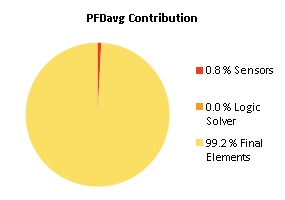 PFDavg Contribution
0.8 % Sensors
0.0 % Logic
Solver
99.2 % Final
Elements